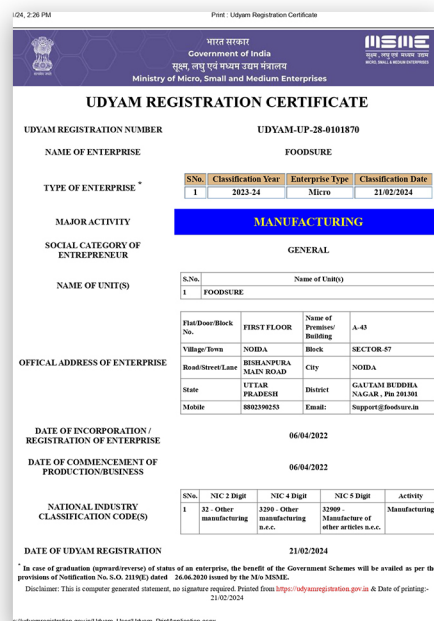 /24, 2:26 PM Print : Udyam Registration Certificate
भारत सरकार
Government of India
सूक्ष्म, लघु एवं मध्यम उद्यम मंत्रालय
Ministry of Micro, Small and Medium Enterprises
MSME
सूक्ष्म, लघु एवं मध्यम उद्यम
MICRO, SMALL & MEDIUM ENTERPRISES
UDYAM REGISTRATION CERTIFICATE
UDYAM REGISTRATION NUMBER UDYAM-UP-28-0101870
NAME OF ENTERPRISE FOODSURE
TYPE OF ENTERPRISE *
SNo. Classification Year Enterprise Type Classification Date
1 2023-24 Micro 21/02/2024
MAJOR ACTIVITY MANUFACTURING
SOCIAL CATEGORY OF
ENTREPRENEUR
GENERAL
NAME OF UNIT(S)
S.No. Name of Unit(s)
1 FOODSURE
OFFICAL ADDRESS OF ENTERPRISE
Flat/Door/Block
No.
FIRST FLOOR
Name of
Premises/
Building
A-43
Village/Town NOIDA Block SECTOR-57
Road/Street/Lane
BISHANPURA
MAIN ROAD
City NOIDA
State
UTTAR
PRADESH
District
GAUTAM BUDDHA
NAGAR , Pin 201301
Mobile 8802390253 Email: Support@foodsure.in
DATE OF INCORPORATION /
REGISTRATION OF ENTERPRISE
06/04/2022
DATE OF COMMENCEMENT OF
PRODUCTION/BUSINESS
06/04/2022
NATIONAL INDUSTRY
CLASSIFICATION CODE(S)
SNo. NIC 2 Digit NIC 4 Digit NIC 5 Digit Activity
1
32 - Other
manufacturing
3290 - Other
manufacturing
n.e.c.
32909 -
Manufacture of
other articles n.e.c.
Manufacturing
DATE OF UDYAM REGISTRATION 21/02/2024
* In case of graduation (upward/reverse) of status of an enterprise, the benefit of the Government Schemes will be availed as per the
provisions of Notification No. S.O. 2119(E) dated 26.06.2020 issued by the M/o MSME.
Disclaimer: This is computer generated statement, no signature required. Printed from https://udyamregistration.gov.in & Date of printing:-
21/02/2024